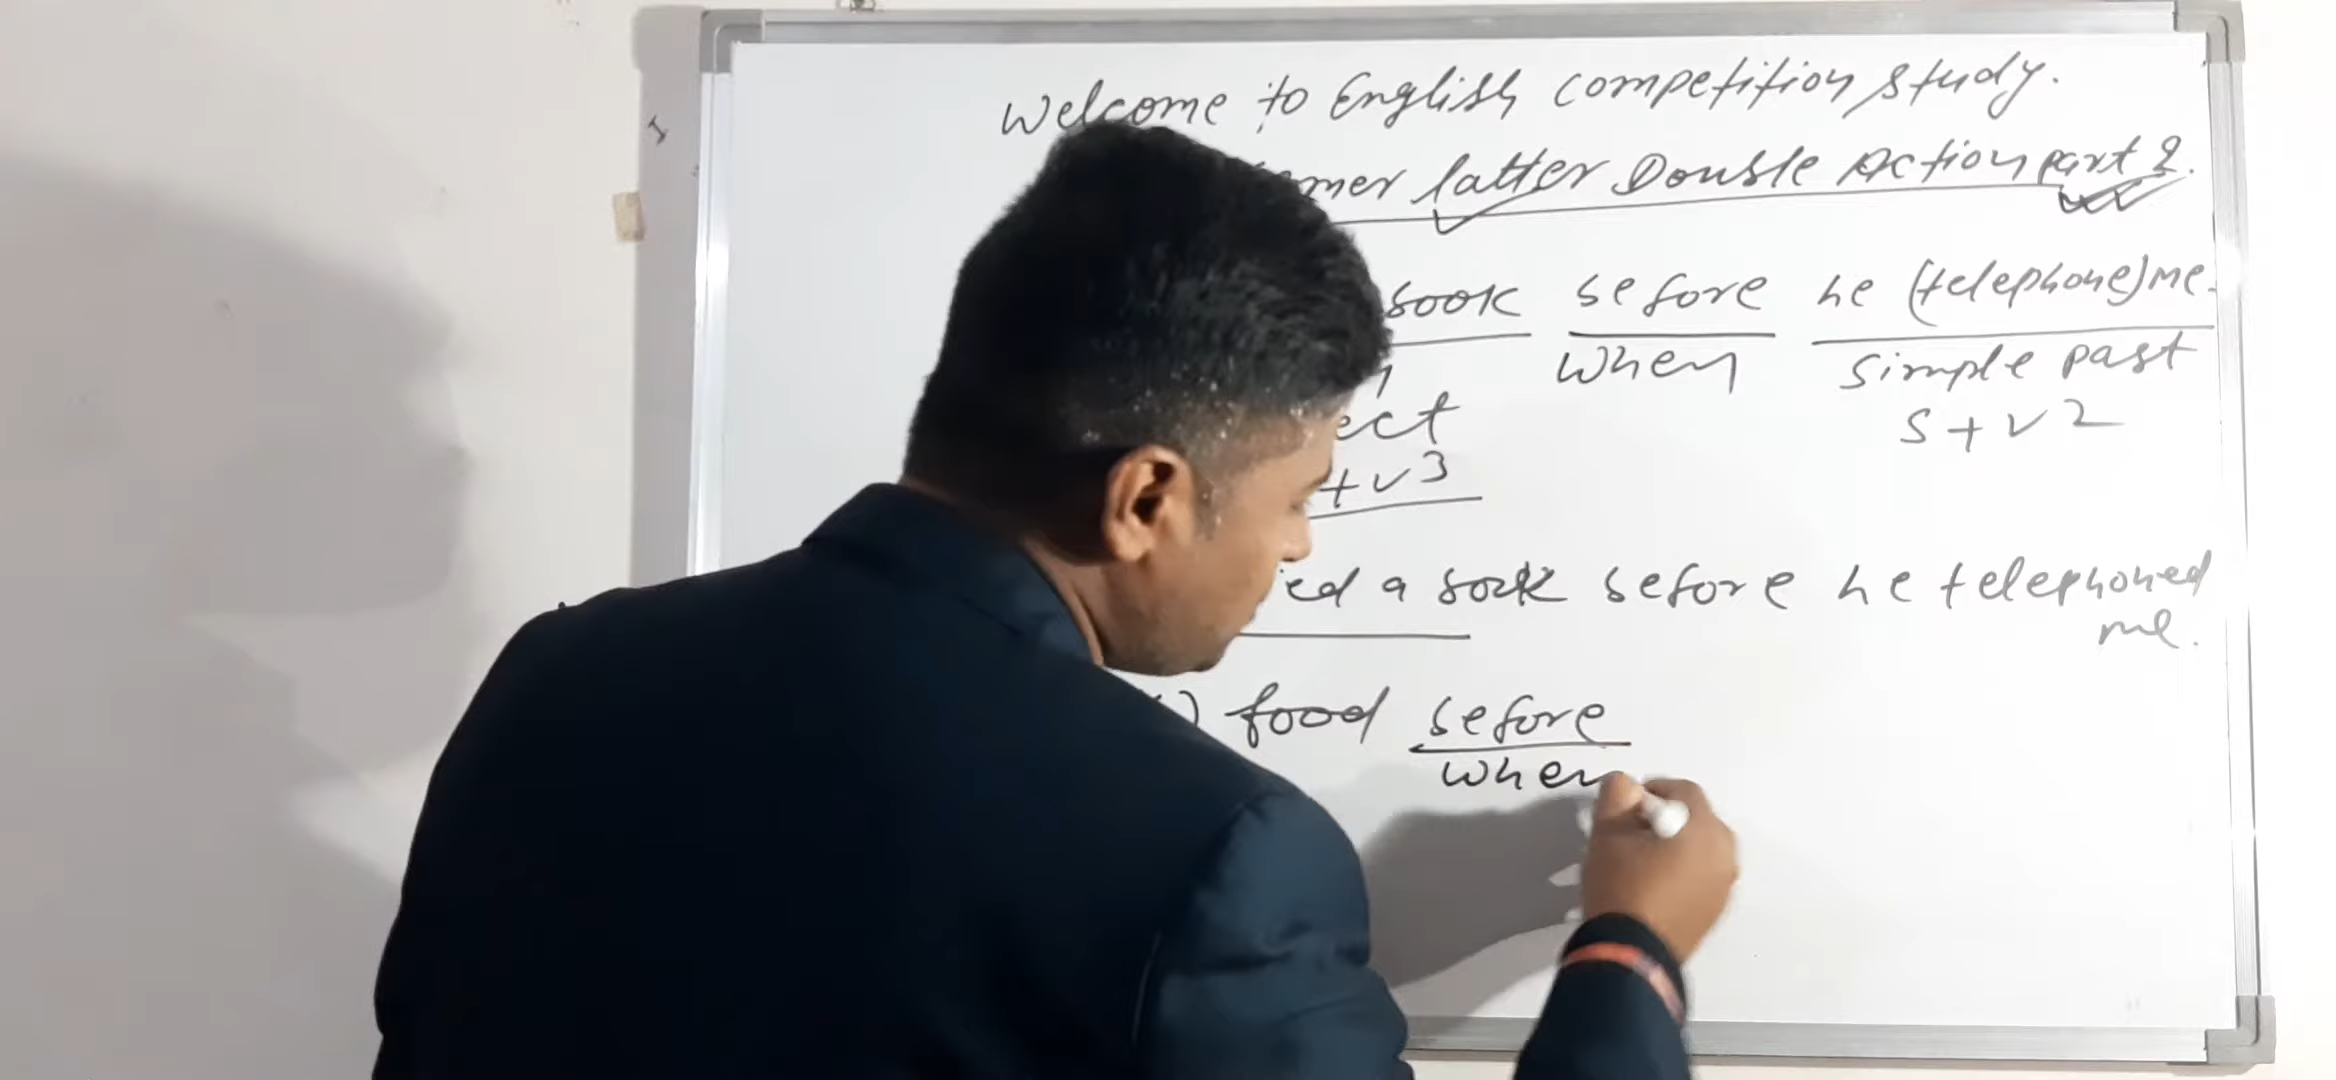 Welcome to English competition study.
mer latter Double Action part 2.
book before he (telephone) me.
when simple past
ect S+V2
+V3
ied a book before he telephoned
me.
) food before
when